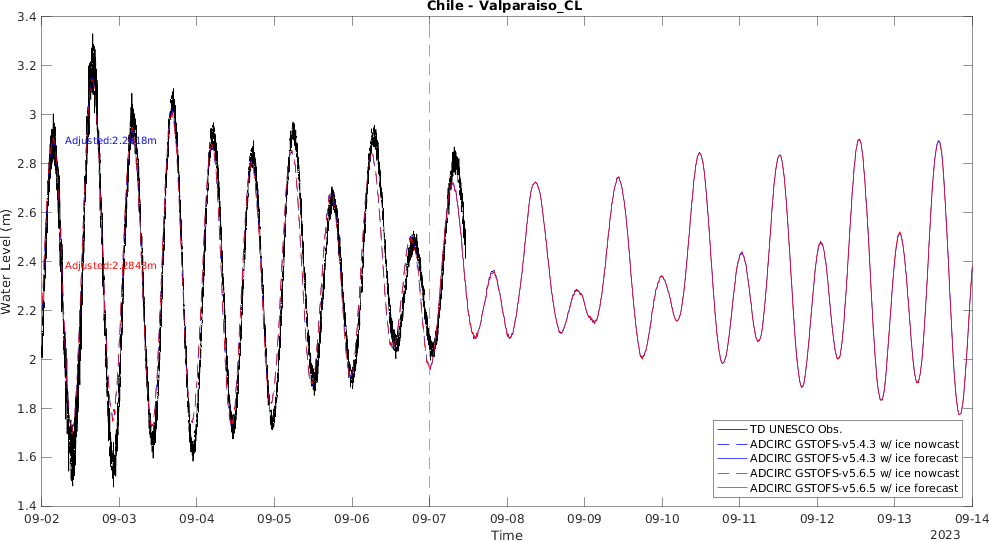 Chile - Valparaiso_CL
3.4
3.2
3
2.8
2.6
2.4
2.2
2
1.8
1.6
1.4
Water Level (m)
Adjusted:2.2843m
TD UNESCO Obs.
ADCIRC GSTOFS-v5.4.3 w/ ice nowcast
ADCIRC GSTOFS-v5.4.3 w/ ice forecast
ADCIRC GSTOFS-v5.6.5 w/ ice nowcast
ADCIRC GSTOFS-v5.6.5 w/ ice forecast
09-02 09-03 09-04 09-05 09-06 09-07 09-08 09-09 09-10 09-11 09-12 09-13 09-14
Time
2023